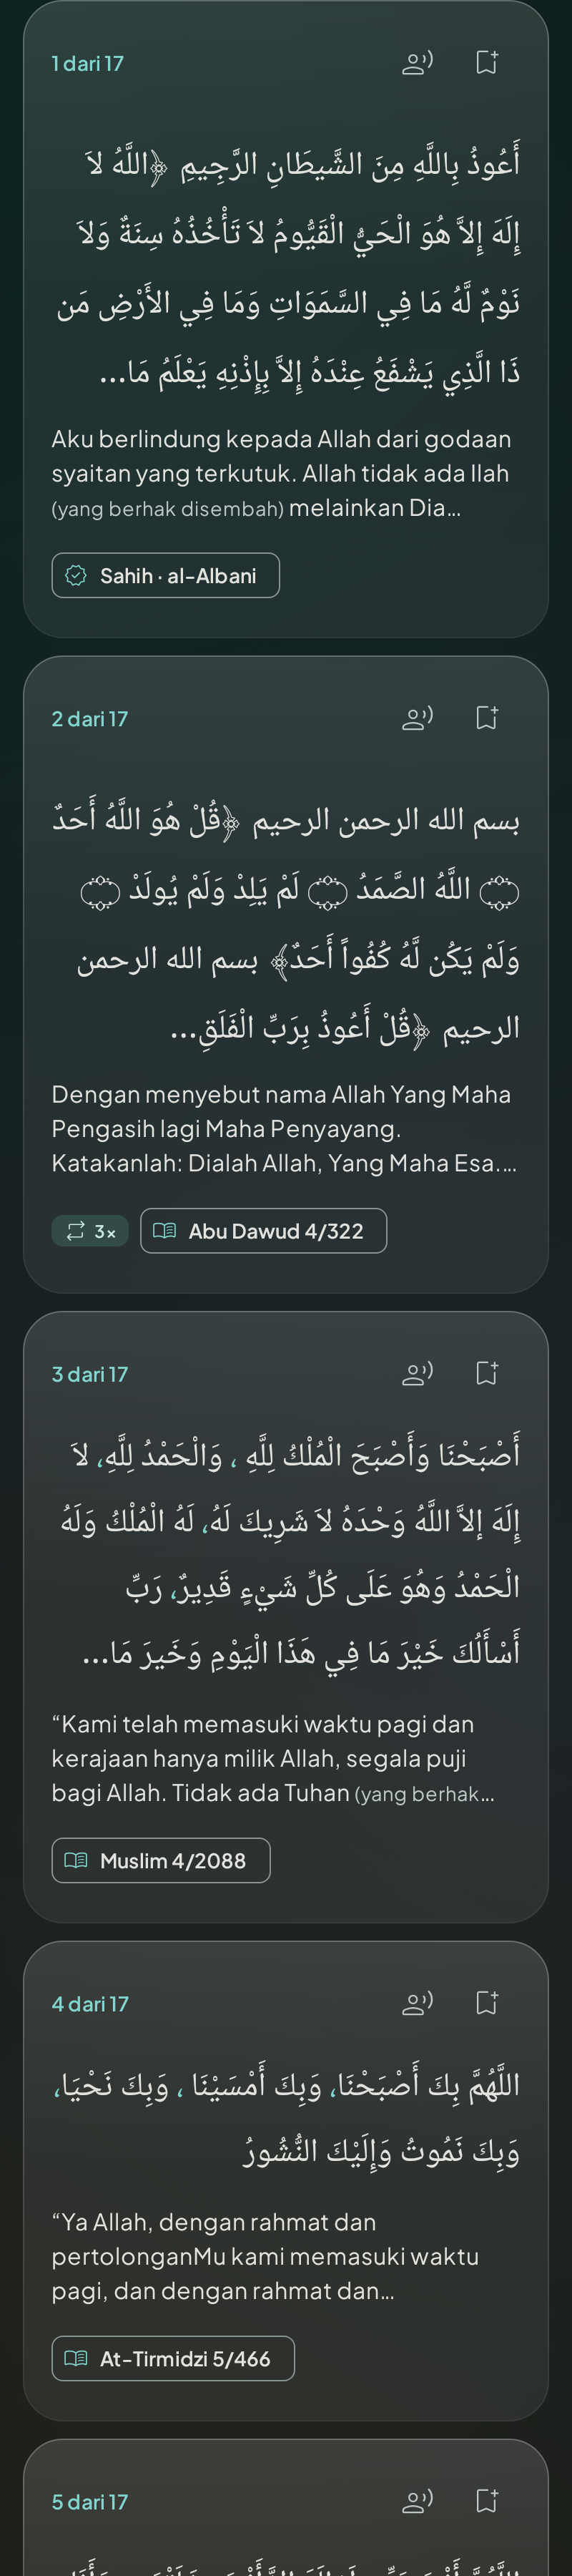 1 dari 17
أَعُوذُ بِاللَّهِ مِنَ الشَّيطَانِ الرَّجِيمِ ﴿اللَّهُ لاَ
إِلَهَ إِلاَّ هُوَ الْحَيُّ الْقَيُّومُ لاَ تَأْخُذُهُ سِنَةٌ وَلاَ
نَوْمٌ لَّهُ مَا فِي السَّمَوَاتِ وَمَا فِي الأَرْضِ مَن
ذَا الَّذِي يَشْفَعُ عِنْدَهُ إِلاَّ بِإِذْنِهِ يَعْلَمُ مَا...
Aku berlindung kepada Allah dari godaan
syaitan yang terkutuk. Allah tidak ada Ilah
(yang berhak disembah) melainkan Dia...
Sahih · al-Albani
2 dari 17
بسم الله الرحمن الرحيم ﴿قُلْ هُوَ اللَّهُ أَحَدٌ
۝ اللَّهُ الصَّمَدُ ۝ لَمْ يَلِدْ وَلَمْ يُولَدْ ۝
وَلَمْ يَكُن لَّهُ كُفُواً أَحَدٌ﴾ بسم الله الرحمن
الرحيم ﴿قُلْ أَعُوذُ بِرَبِّ الْفَلَقِ...
Dengan menyebut nama Allah Yang Maha
Pengasih lagi Maha Penyayang.
Katakanlah: Dialah Allah, Yang Maha Esa....
3× Abu Dawud 4/322
3 dari 17
أَصْبَحْنَا وَأَصْبَحَ الْمُلْكُ لِلَّهِ ، وَالْحَمْدُ لِلَّهِ، لاَ
إِلَهَ إلاَّ اللَّهُ وَحْدَهُ لاَ شَرِيكَ لَهُ، لَهُ الْمُلْكُ وَلَهُ
الْحَمْدُ وَهُوَ عَلَى كُلِّ شَيْءٍ قَدِيرٌ، رَبِّ
أَسْأَلُكَ خَيْرَ مَا فِي هَذَا الْيَوْمِ وَخَيرَ مَا...
“Kami telah memasuki waktu pagi dan
kerajaan hanya milik Allah, segala puji
bagi Allah. Tidak ada Tuhan (yang berhak...
Muslim 4/2088
4 dari 17
اللَّهُمَّ بِكَ أَصْبَحْنَا، وَبِكَ أَمْسَيْنَا ، وَبِكَ نَحْيَا،
وَبِكَ نَمُوتُ وَإِلَيْكَ النُّشُورُ
“Ya Allah, dengan rahmat dan
pertolonganMu kami memasuki waktu
pagi, dan dengan rahmat dan...
At-Tirmidzi 5/466
5 dari 17